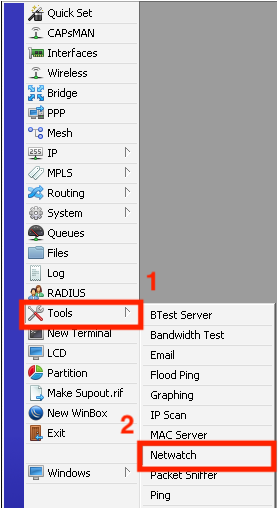 Quick Set
CAPsMAN
Interfaces
Wireless
Bridge
PPP
Mesh
255
IP
MPLS
Routing
System
Queues
Files
Log
RADIUS
1
Tools
New Terminal
LCD
Partition
Make Supout.rif
New WinBox
Exit
Windows
BTest Server
Bandwidth Test
Email
Flood Ping
Graphing
IP Scan
2
MAC Server
Netwatch
Packet Sniffer
Ping